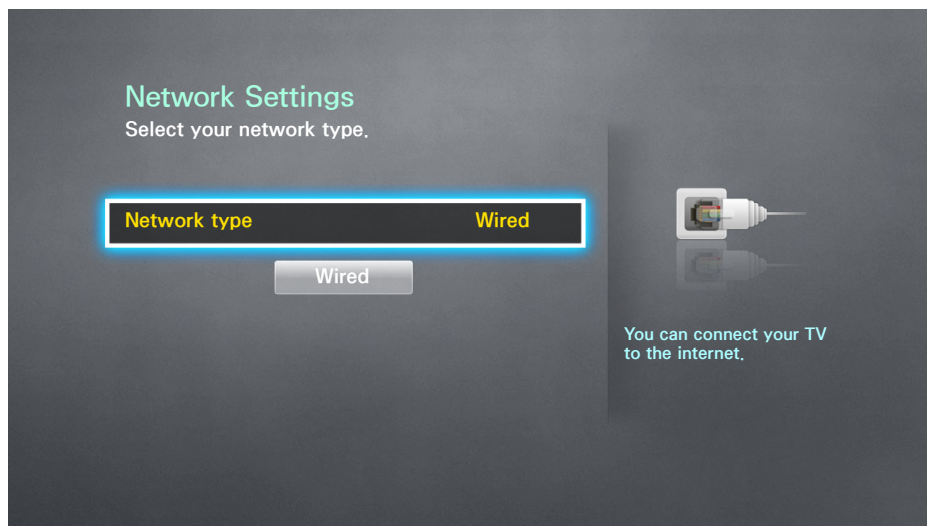 Network Settings
Select your network type.
Network type Wired
Wired
You can connect your TV
to the internet.